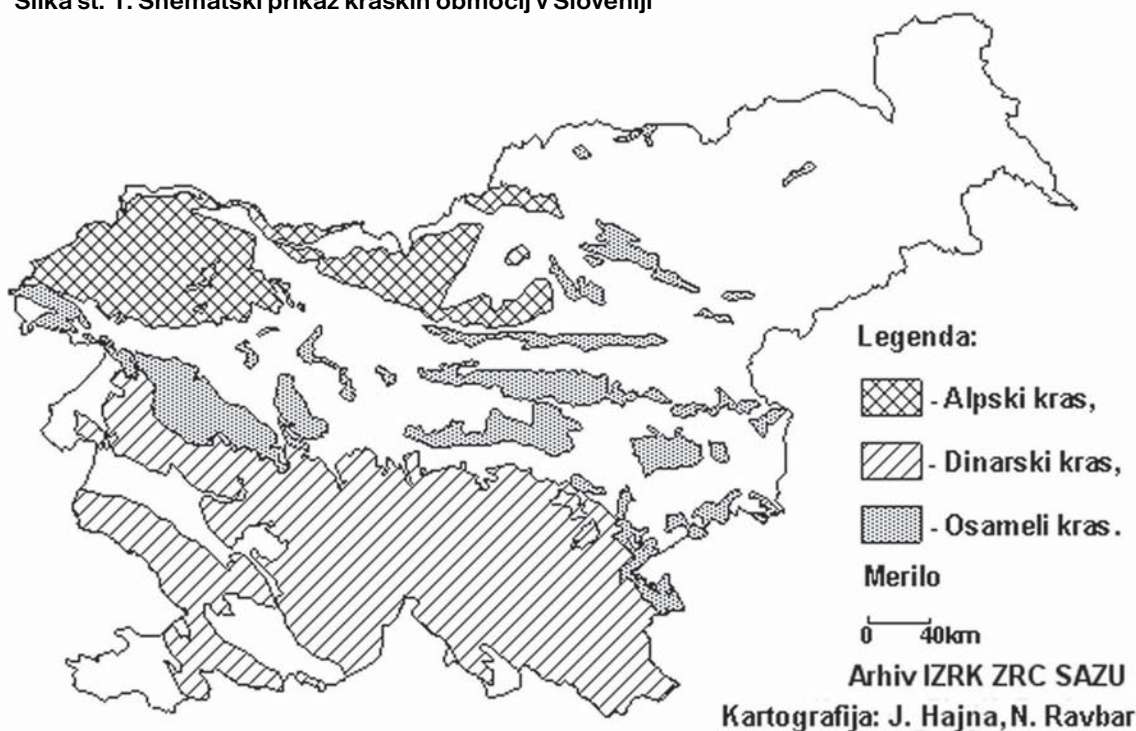 Slika št. 1: Shematski prikaz kraških območij v Sloveniji
Legenda:
- Alpski kras,
- Dinarski kras,
- Osameli kras.
Merilo
0 40km
Arhiv IZRK ZRC SAZU
Kartografija: J. Hajna, N. Ravbar